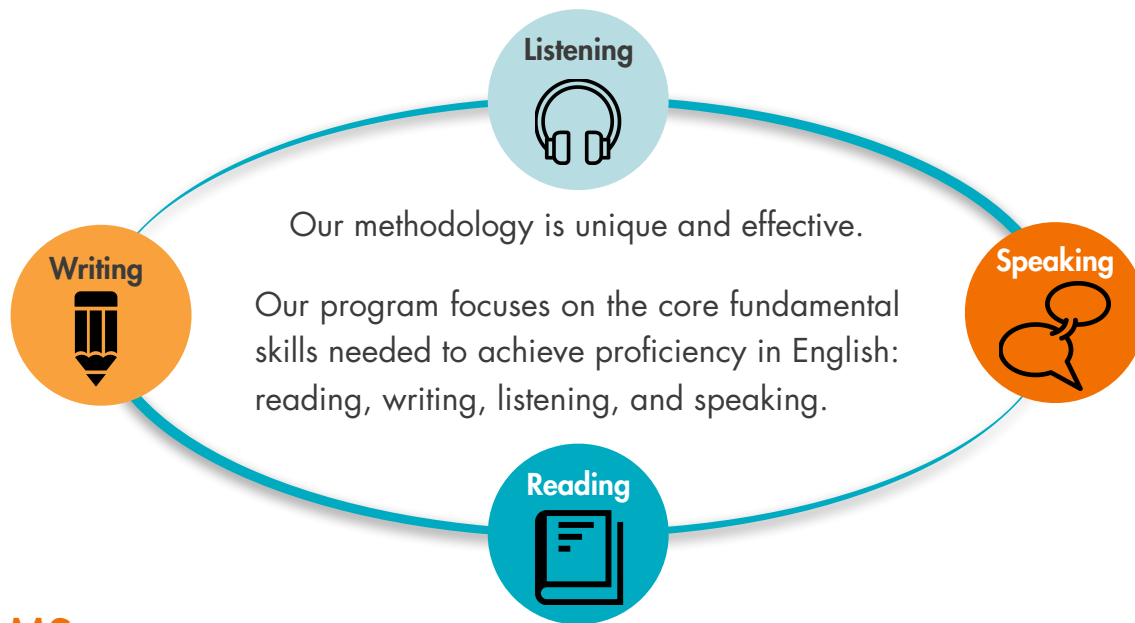 Listening
Our methodology is unique and effective.
Writing
Speaking
Our program focuses on the core fundamental
skills needed to achieve proficiency in English:
reading, writing, listening, and speaking.
Reading